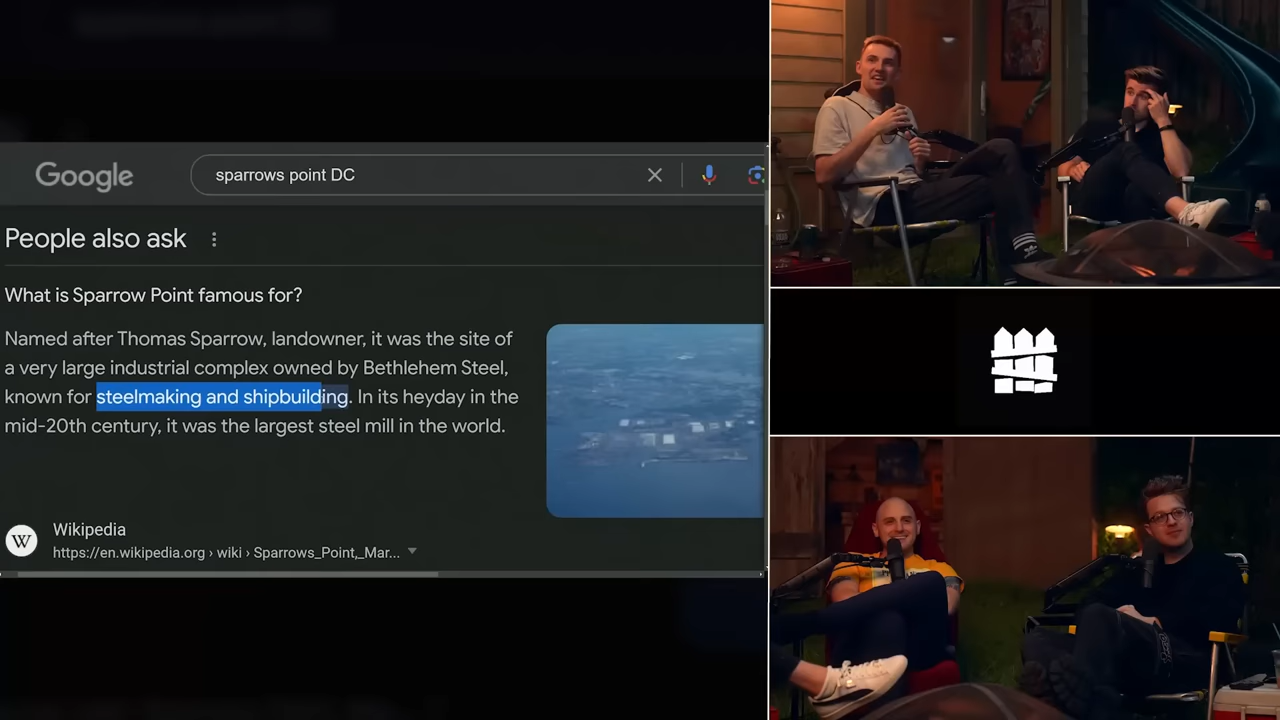 Google
sparrows point DC
People also ask
What is Sparrow Point famous for?
Named after Thomas Sparrow, landowner, it was the site of
a very large industrial complex owned by Bethlehem Steel,
known for steelmaking and shipbuilding. In its heyday in the
mid-20th century, it was the largest steel mill in the world.
W
Wikipedia
https://en.wikipedia.org › wiki › Sparrows_Point,_Mar...